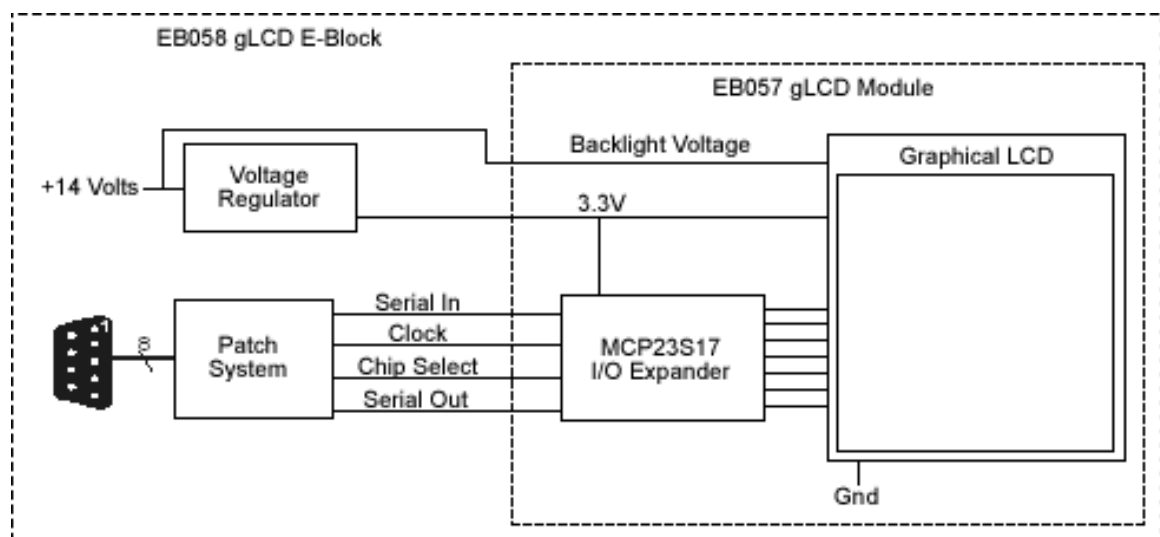 EB058 gLCD E-Block
EB057 gLCD Module
Backlight Voltage
Graphical LCD
+14 Volts
Voltage
Regulator
3.3V
Serial In
Clock
Chip Select
Serial Out
1
8
Patch
System
MCP23S17
I/O Expander
Gnd